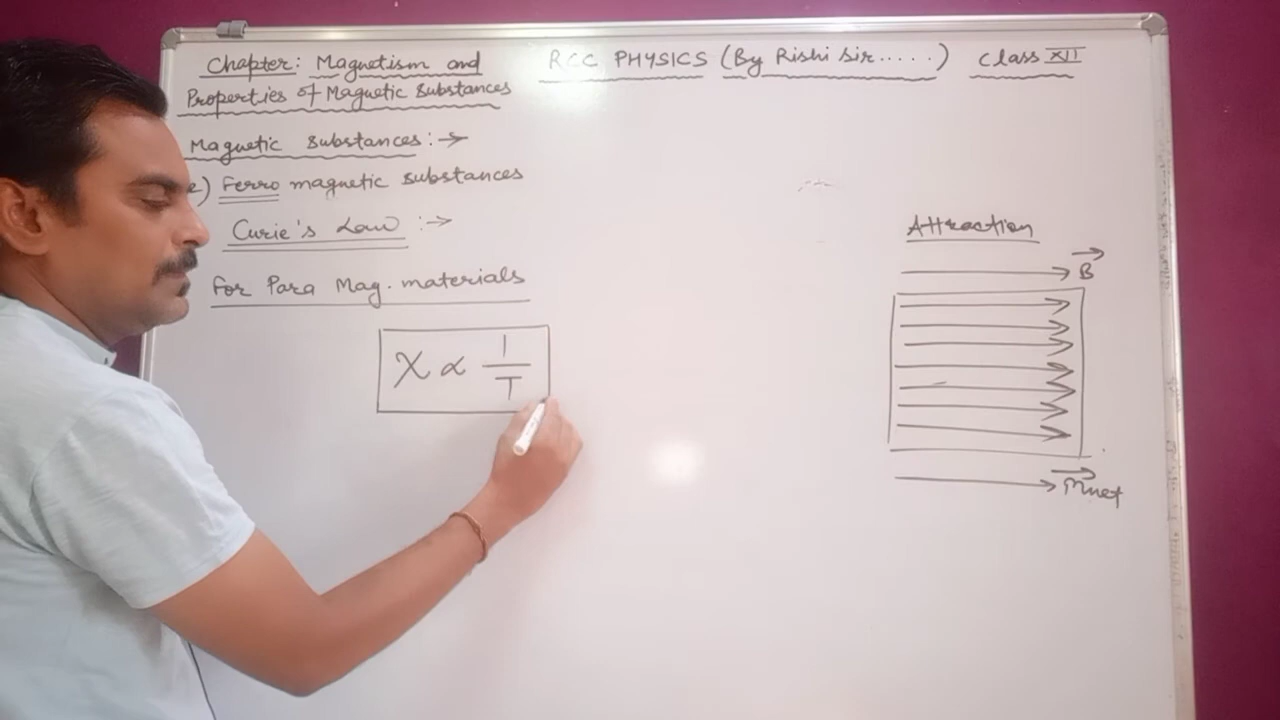 Chapter: Magnetism and
Properties of Magnetic Substances
RCC PHYSICS (By Rishi Sir.....) Class XII
Magnetic Substances:→
e) Ferro magnetic substances
Curie's Law :→
For Para Mag. materials
χ ∝ 1/T
Attraction
B
Mnet